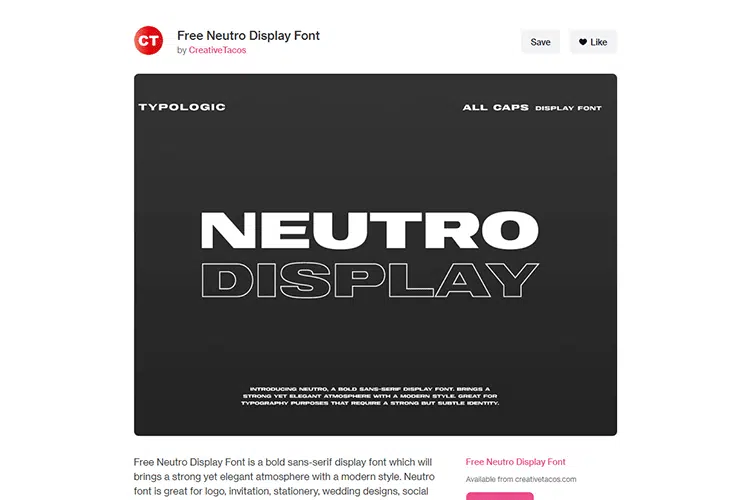 CT
Free Neutro Display Font
by CreativeTacos
Save
Like
TYPOLOGIC
ALL CAPS DISPLAY FONT
NEUTRO
DISPLAY
INTRODUCING NEUTRO, A BOLD SANS-SERIF DISPLAY FONT. BRINGS A
STRONG YET ELEGANT ATMOSPHERE WITH A MODERN STYLE. GREAT FOR
TYPOGRAPHY PURPOSES THAT REQUIRE A STRONG BUT SUBTLE IDENTITY.
Free Neutro Display Font is a bold sans-serif display font which will
brings a strong yet elegant atmosphere with a modern style. Neutro
font is great for logo, invitation, stationery, wedding designs, social
Free Neutro Display Font
Available from creativetacos.com